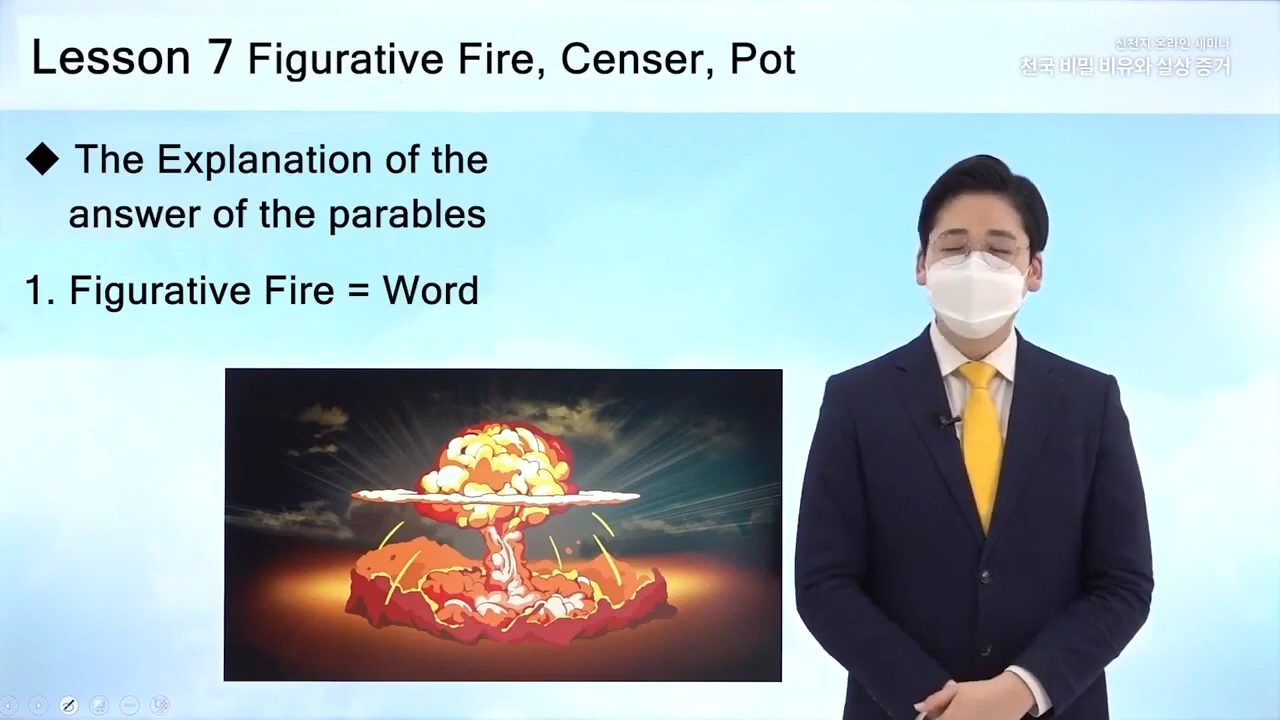 Lesson 7 Figurative Fire, Censer, Pot
신천지 온라인 세미나
천국 비밀 비유와 실상 증거
◆ The Explanation of the
answer of the parables
1. Figurative Fire = Word